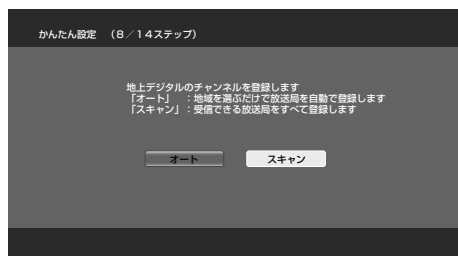 かんたん設定 （8／14ステップ）
地上デジタルのチャンネルを登録します
「オート」 ：地域を選ぶだけで放送局を自動で登録します
「スキャン」：受信できる放送局をすべて登録します
オート スキャン